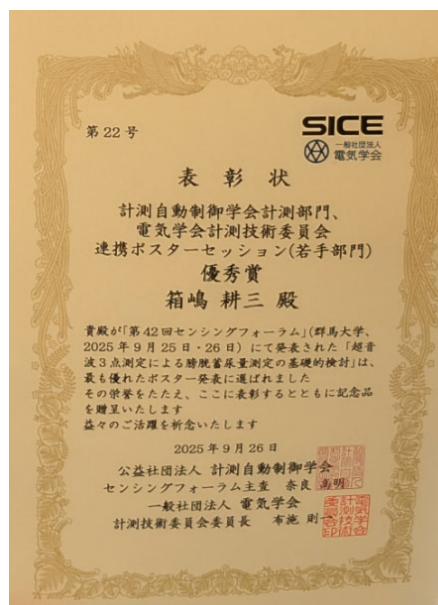 第22号
SICE
一般社団法人
電気学会
表彰状
計測自動制御学会計測部門、
電気学会計測技術委員会
連携ポスターセッション(若手部門)
優秀賞
箱嶋 耕三 殿
貴殿が「第42回センシングフォーラム」(群馬大学、
2025年9月25日・26日) にて発表された「超音
波3点測定による膀胱蓄尿量測定の基礎的検討」は、
最も優れたポスター発表に選ばれました
その栄誉をたたえ、ここに表彰するとともに記念品
を贈呈いたします
益々のご活躍を祈念いたします
2025年9月26日
公益社団法人 計測自動制御学会
センシングフォーラム主査 奈良 高明
一般社団法人 電気学会
計測技術委員会委員長 布施 則一